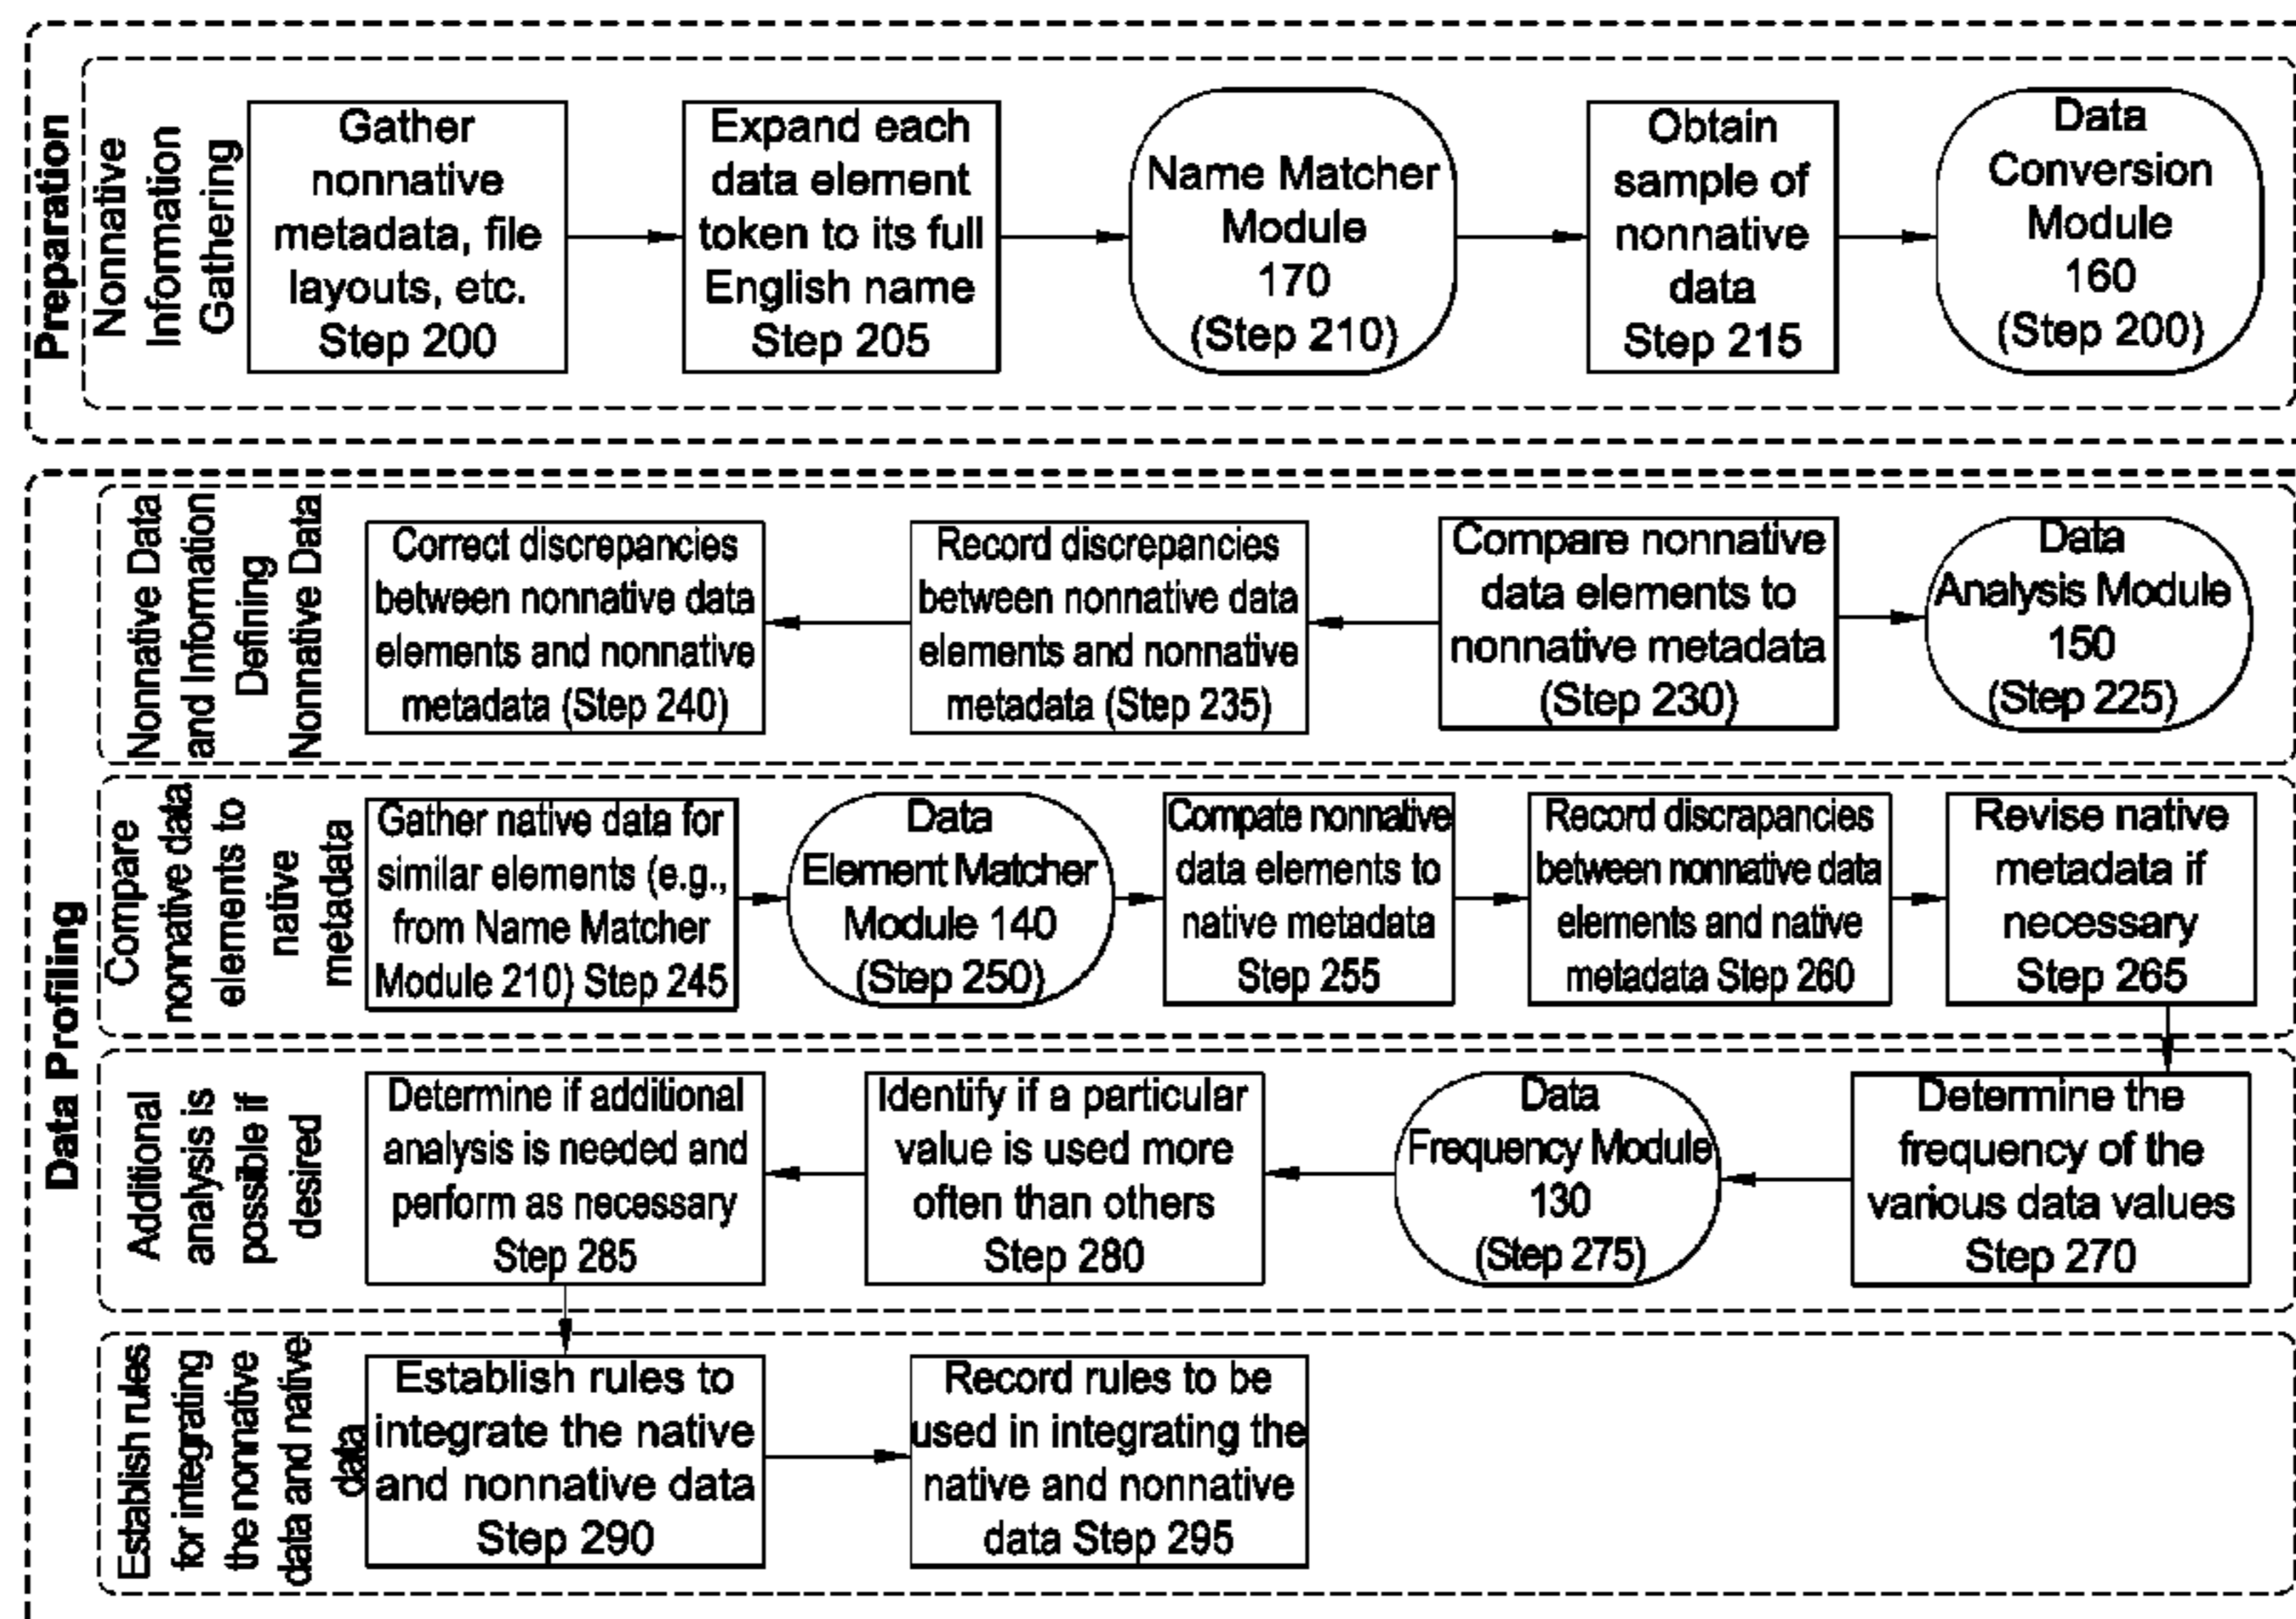 Preparation
Nonnative
Information
Gathering
Gather
nonnative
metadata, file
layouts, etc.
Step 200
Expand each
data element
token to its full
English name
Step 205
Name Matcher
Module
170
(Step 210)
Obtain
sample of
nonnative
data
Step 215
Data
Conversion
Module
160
(Step 200)
Data Profiling
Nonnative Data
and Information
Defining
Nonnative Data
Correct discrepancies
between nonnative data
elements and nonnative
metadata (Step 240)
Record discrepancies
between nonnative data
elements and nonnative
metadata (Step 235)
Compare nonnative
data elements to
nonnative metadata
(Step 230)
Data
Analysis Module
150
(Step 225)
Compare
nonnative data
elements to
native
metadata
Gather native data for
similar elements (e.g.,
from Name Matcher
Module 210) Step 245
Data
Element Matcher
Module 140
(Step 250)
Compate nonnative
data elements to
native metadata
Step 255
Record discrapancies
between nonnative data
elements and native
metadata Step 260
Revise native
metadata if
necessary
Step 265
Additional
analysis is
possible if
desired
Determine if additional
analysis is needed and
perform as necessary
Step 285
Identify if a particular
value is used more
often than others
Step 280
Data
Frequency Module
130
(Step 275)
Determine the
frequency of the
various data values
Step 270
Establish rules
for integrating
the nonnative
data and native
data
Establish rules to
integrate the native
and nonnative data
Step 290
Record rules to be
used in integrating the
native and nonnative
data Step 295